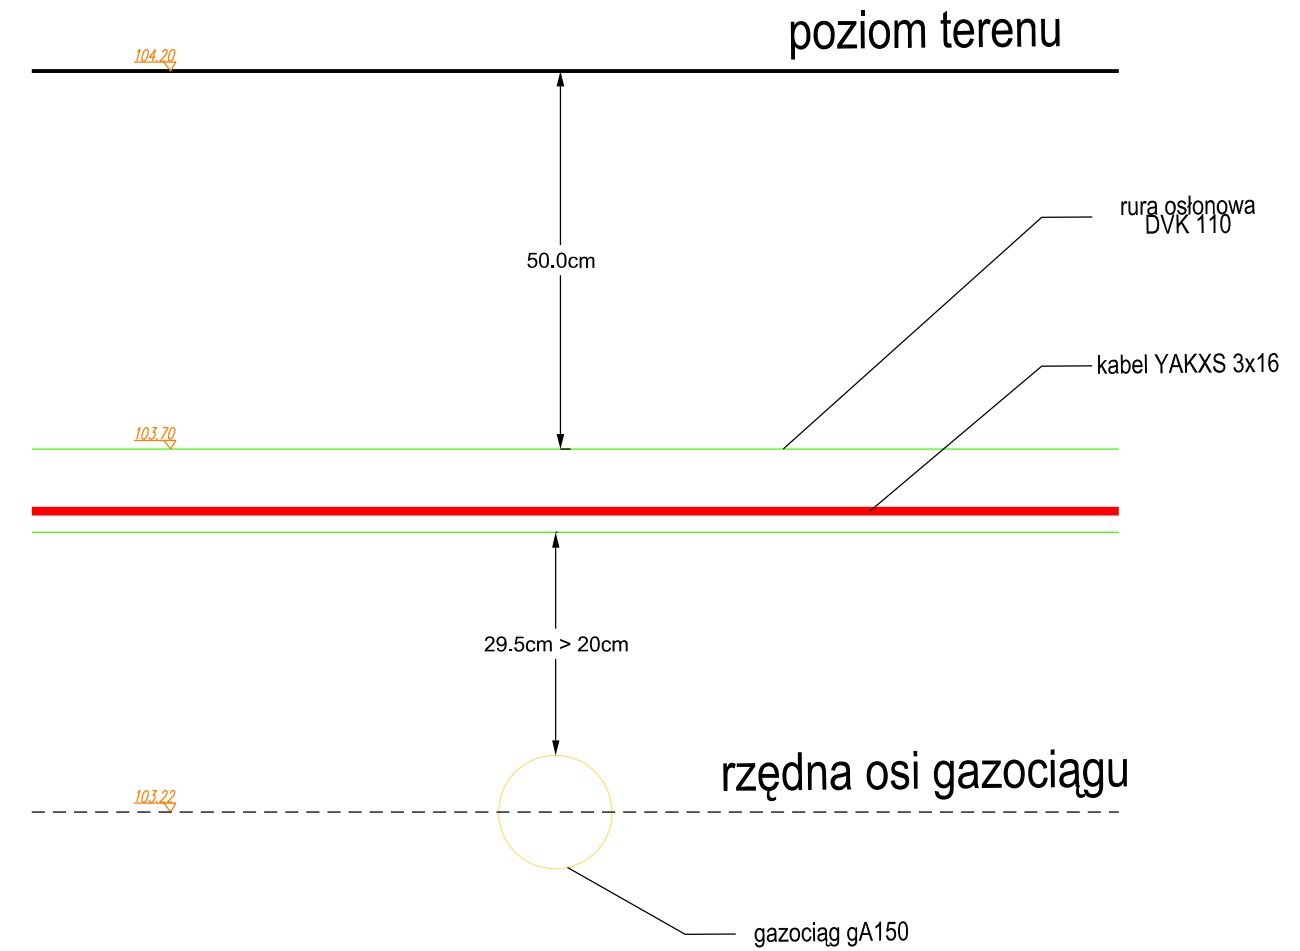 poziom terenu
104.20
rura osłonowa
DVK 110
50.0cm
kabel YAKXS 3x16
103.70
29.5cm > 20cm
rzędna osi gazociągu
103.22
gazociąg gA150